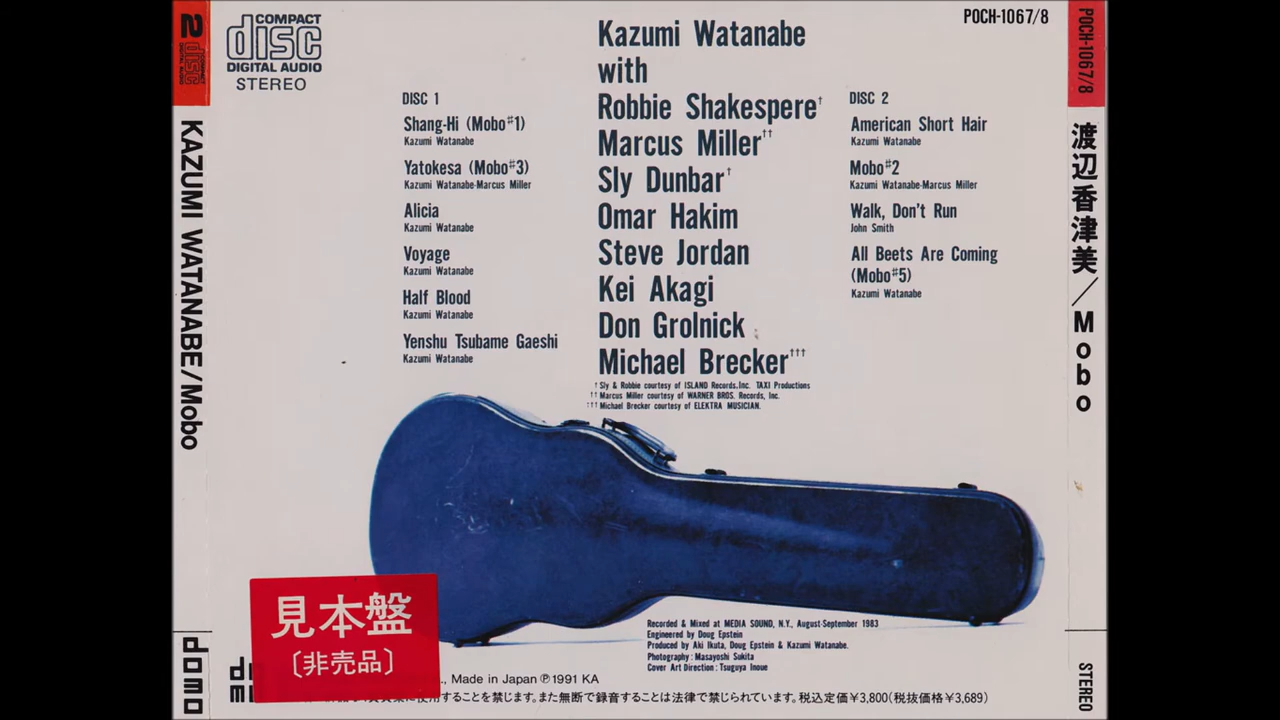 2
COMPACT
disc
DIGITAL AUDIO
KAZUMI WATANABE/Mobo
domo
COMPACT
disc
DIGITAL AUDIO
STEREO
POCH-1067/8
DISC 1
Shang-Hi (Mobo#1)
Kazumi Watanabe
Yatokesa (Mobo#3)
Kazumi Watanabe-Marcus Miller
Alicia
Kazumi Watanabe
Voyage
Kazumi Watanabe
Half Blood
Kazumi Watanabe
Yenshu Tsubame Gaeshi
Kazumi Watanabe
Kazumi Watanabe
with
Robbie Shakespere†
Marcus Miller††
Sly Dunbar†
Omar Hakim
Steve Jordan
Kei Akagi
Don Grolnick
Michael Brecker†††
† Sly & Robbie courtesy of ISLAND Records,Inc. TAXI Productions
†† Marcus Miller courtesy of WARNER BROS. Records, Inc.
††† Michael Brecker courtesy of ELEKTRA MUSICIAN.
DISC 2
American Short Hair
Kazumi Watanabe
Mobo#2
Kazumi Watanabe-Marcus Miller
Walk, Don't Run
John Smith
All Beets Are Coming
(Mobo#5)
Kazumi Watanabe
見本盤
〔非売品〕
Recorded & Mixed at MEDIA SOUND, N.Y., August-September 1983
Engineered by Doug Epstein
Produced by Aki Ikuta, Doug Epstein & Kazumi Watanabe.
Photography : Masayoshi Sukita
Cover Art Direction : Tsuguya Inoue
Made in Japan ℗1991 KA
使用することを禁じます。また無断で録音することは法律で禁じられています。税込定価¥3,800(税抜価格¥3,689)
POCH-1067/8
渡辺香津美/Mobo
STEREO